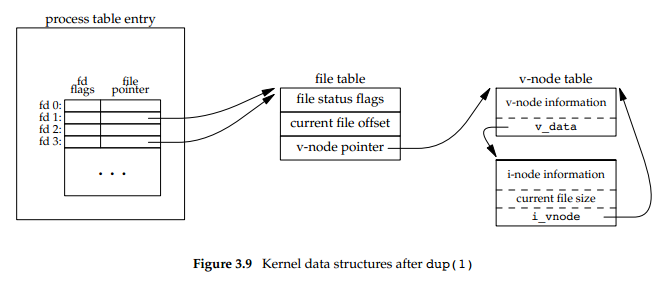 process table entry
fd
flags
file
pointer
fd 0:
fd 1:
fd 2:
fd 3:
. . .
file table
file status flags
current file offset
v-node pointer
v-node table
v-node information
v_data
i-node information
current file size
i_vnode
Figure 3.9 Kernel data structures after dup(1)